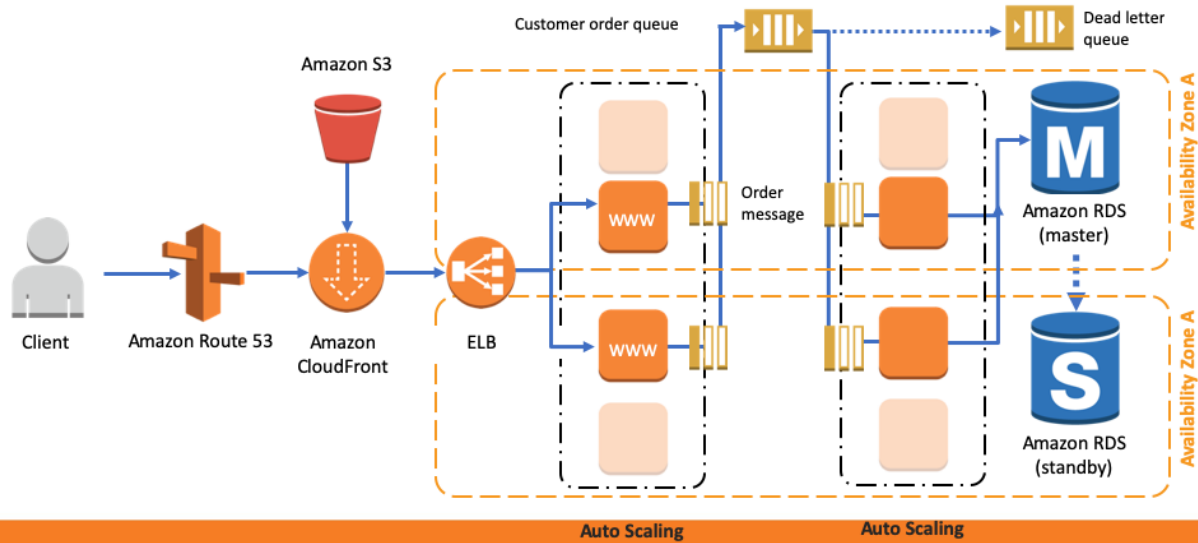 Customer order queue
Dead letter
queue
Amazon S3
Availability Zone A
M
www
Order
message
Amazon RDS
(master)
Client
Amazon Route 53
Amazon
CloudFront
ELB
www
Availability Zone A
S
Amazon RDS
(standby)
Auto Scaling
Auto Scaling